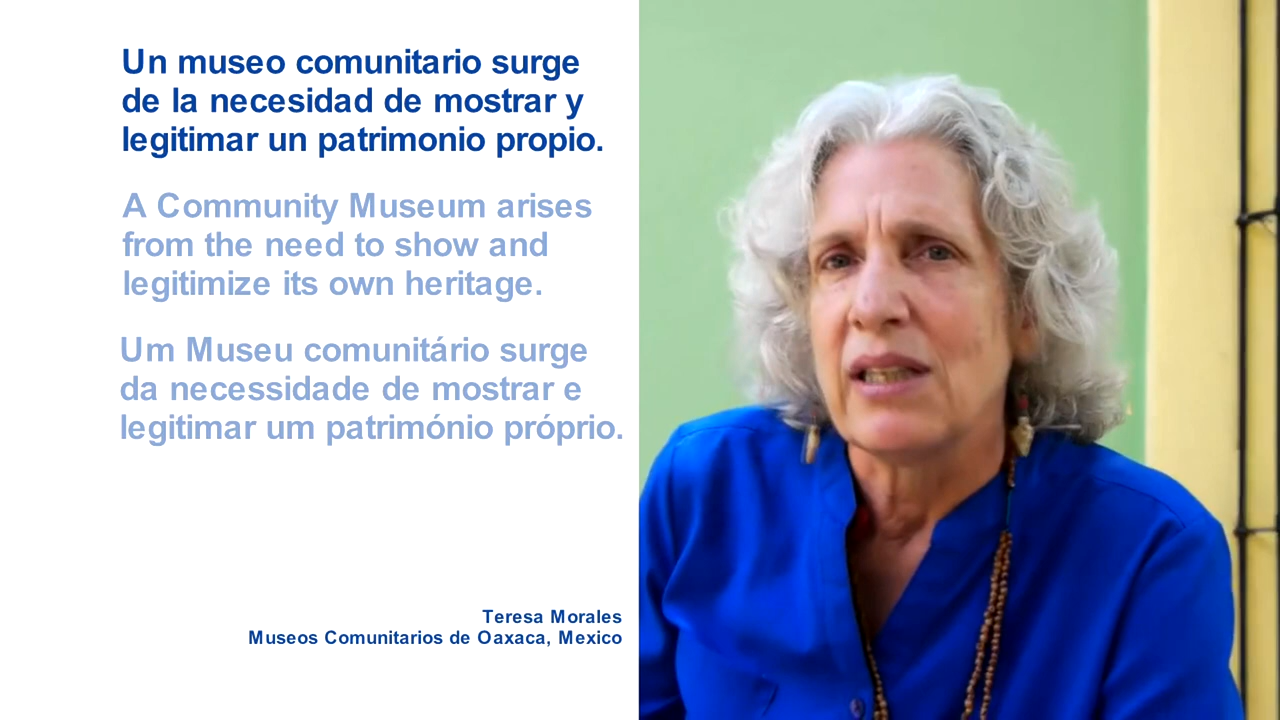 Un museo comunitario surge
de la necesidad de mostrar y
legitimar un patrimonio propio.
A Community Museum arises
from the need to show and
legitimize its own heritage.
Um Museu comunitário surge
da necessidade de mostrar e
legitimar um património próprio.
Teresa Morales
Museos Comunitarios de Oaxaca, Mexico